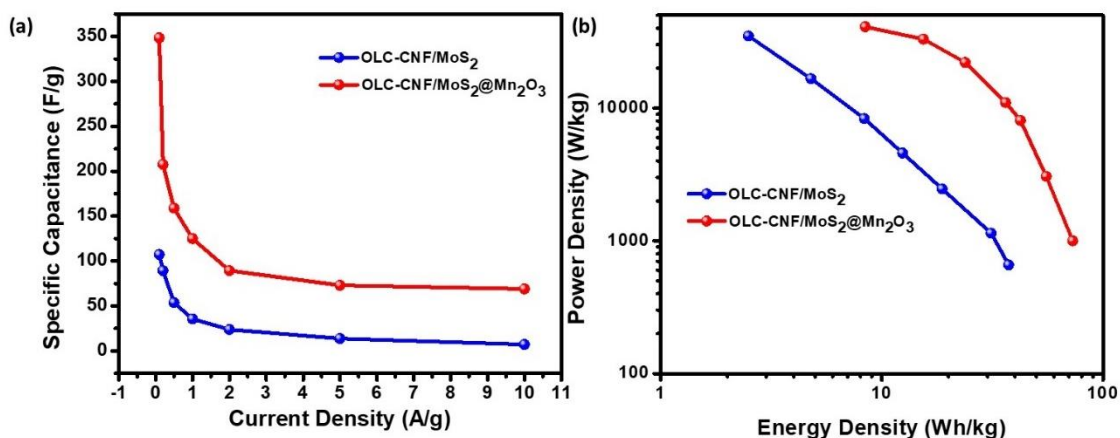 (a)
Specific Capacitance (F/g)
350
300
250
200
150
100
50
0
OLC-CNF/MoS₂
OLC-CNF/MoS₂@Mn₂O₃
-1 0 1 2 3 4 5 6 7 8 9 10 11
Current Density (A/g)
(b)
Power Density (W/kg)
10000
1000
100
OLC-CNF/MoS₂
OLC-CNF/MoS₂@Mn₂O₃
1 10 100
Energy Density (Wh/kg)